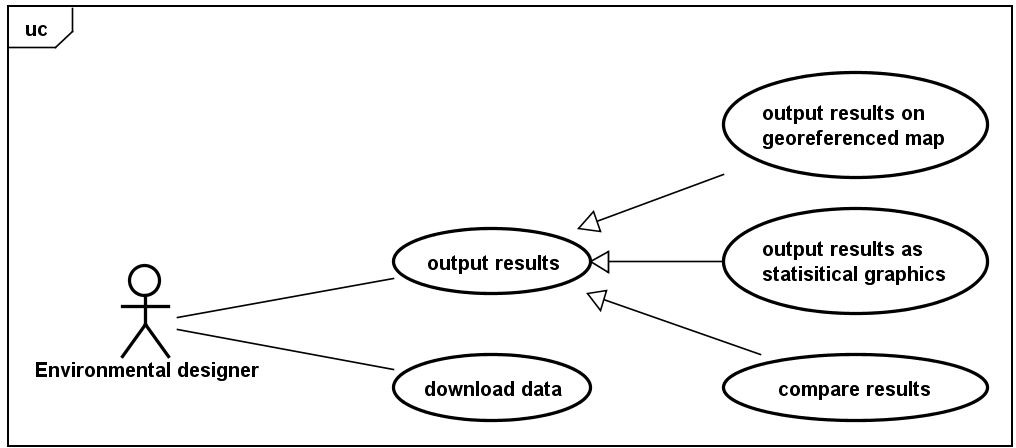 uc
output results on
georeferenced map
output results
output results as
statisitical graphics
Environmental designer
download data
compare results